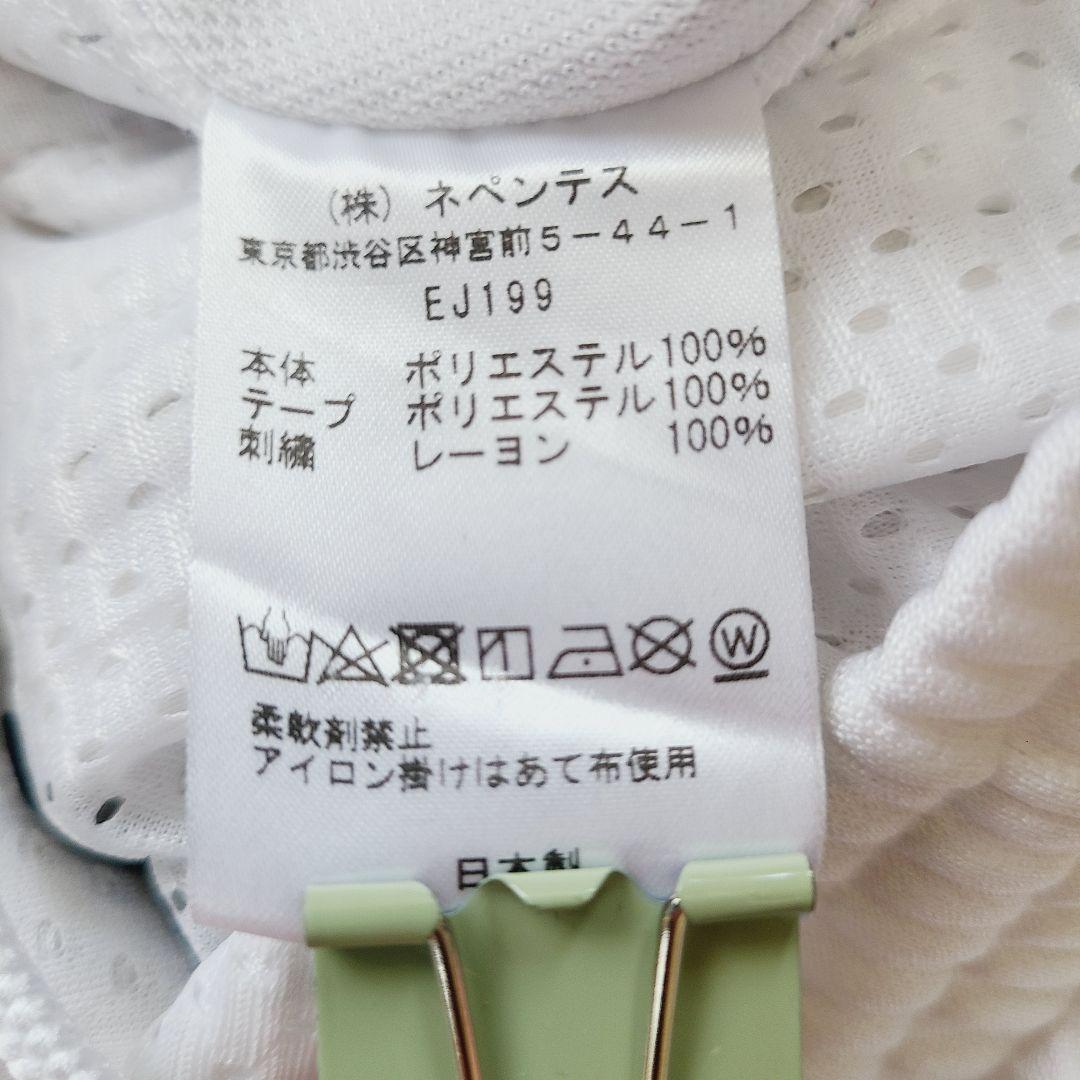 (株) ネペンテス
東京都渋谷区神宮前5-44-1
EJ199
本体 ポリエステル100%
テープ ポリエステル100%
刺繍 レーヨン 100%
W
柔軟剤禁止
アイロン掛けはあて布使用
日本製